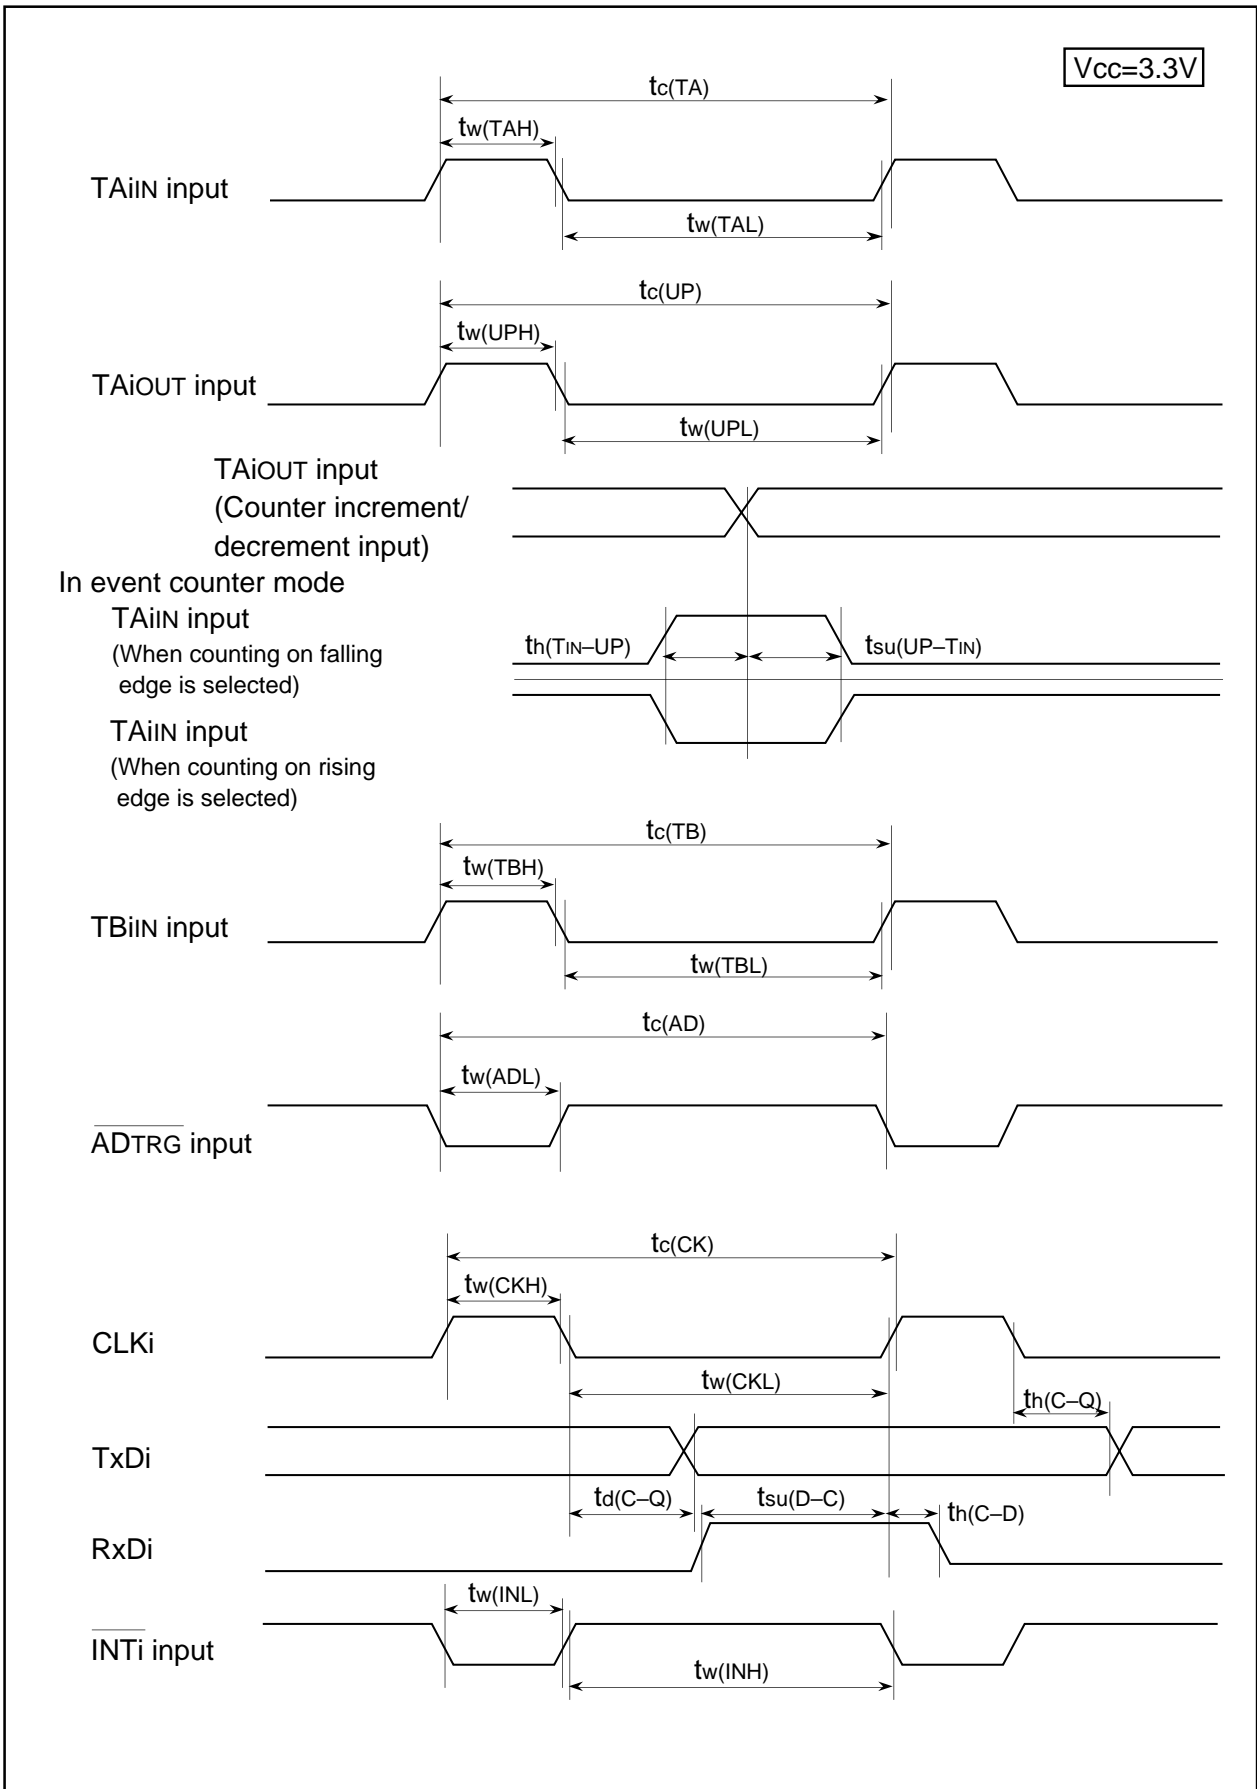 Vcc=3.3V
tc(TA)
tw(TAH)
TAiIN input
tw(TAL)
tc(UP)
tw(UPH)
TAiOUT input
tw(UPL)
TAiOUT input
(Counter increment/
decrement input)
In event counter mode
TAiIN input
(When counting on falling
edge is selected)
th(TIN–UP)
tsu(UP–TIN)
TAiIN input
(When counting on rising
edge is selected)
tc(TB)
tw(TBH)
TBiIN input
tw(TBL)
tc(AD)
tw(ADL)
ADTRG input
tc(CK)
tw(CKH)
CLKi
tw(CKL)
th(C–Q)
TxDi
td(C–Q)
tsu(D–C)
th(C–D)
RxDi
tw(INL)
INTi input
tw(INH)